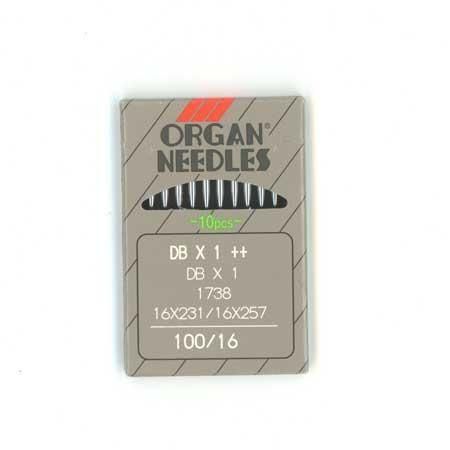 ORGAN®
NEEDLES
-10pcs-
DB X 1 ++
DB X 1
1738
16X231/16X257
100/16